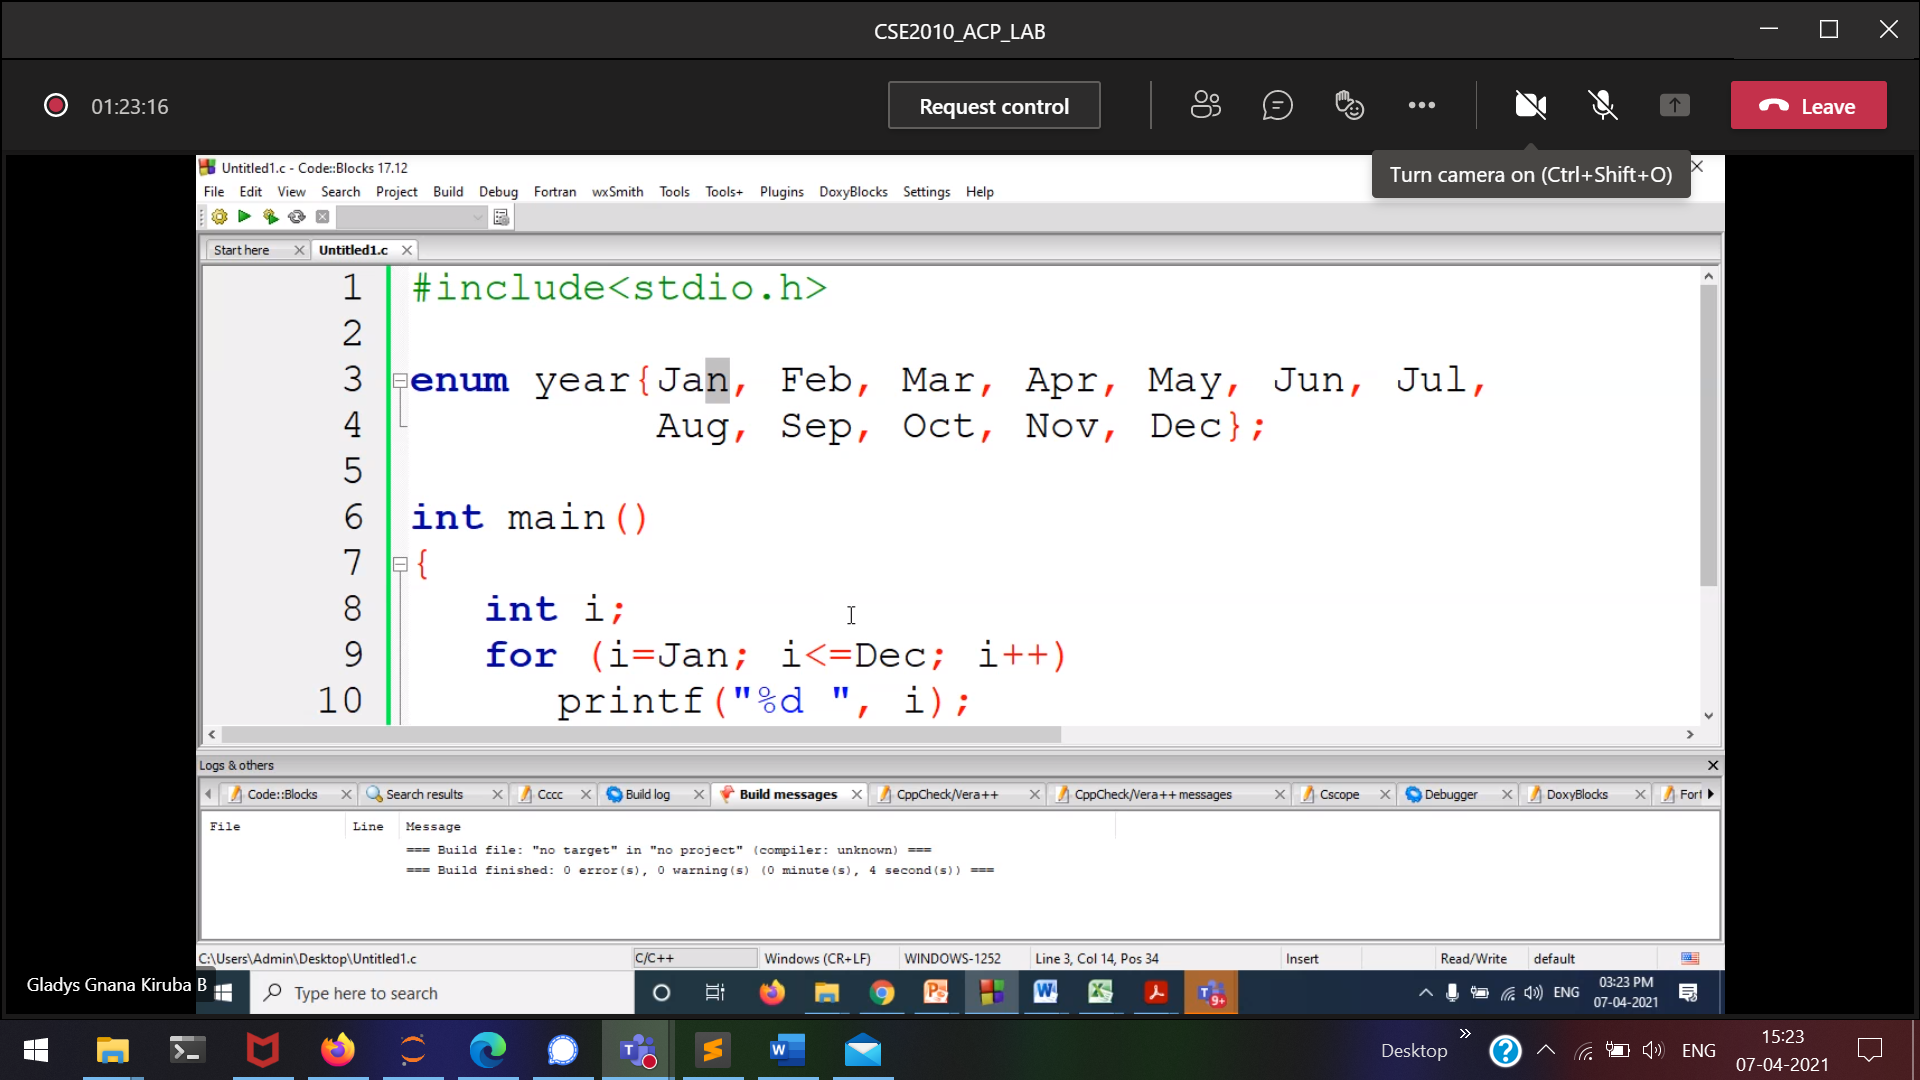 CSE2010_ACP_LAB
01:23:16
Request control
Leave
Turn camera on (Ctrl+Shift+O)
Untitled1.c - Code::Blocks 17.12
File Edit View Search Project Build Debug Fortran wxSmith Tools Tools+ Plugins DoxyBlocks Settings Help
Start here Untitled1.c
1 #include<stdio.h>
2
3 enum year{Jan, Feb, Mar, Apr, May, Jun, Jul,
4 Aug, Sep, Oct, Nov, Dec};
5
6 int main()
7 {
8 int i;
9 for (i=Jan; i<=Dec; i++)
10 printf("%d ", i);
Logs & others
Code::Blocks Search results Cccc Build log Build messages CppCheck/Vera++ CppCheck/Vera++ messages Cscope Debugger DoxyBlocks Fort
File Line Message
=== Build file: "no target" in "no project" (compiler: unknown) ===
=== Build finished: 0 error(s), 0 warning(s) (0 minute(s), 4 second(s)) ===
C:\Users\Admin\Desktop\Untitled1.c C/C++ Windows (CR+LF) WINDOWS-1252 Line 3, Col 14, Pos 34 Insert Read/Write default
Gladys Gnana Kiruba B
Type here to search
9+
ENG
03:23 PM
07-04-2021
Desktop
ENG
15:23
07-04-2021